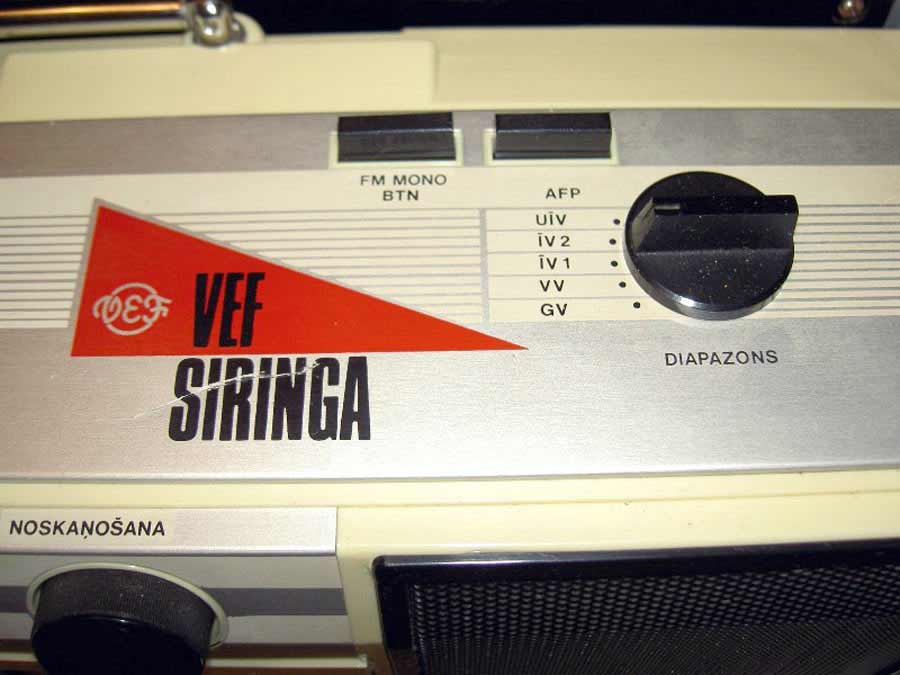 FM MONO
BTN
AFP
UĪV
ĪV 2
ĪV 1
VV
GV
DIAPAZONS
VEF
VEF
SIRINGA
NOSKAŅOŠANA